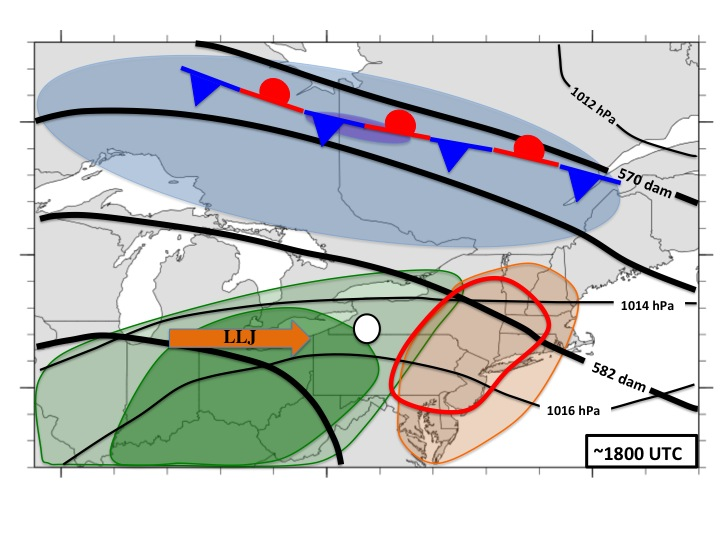 1012 hPa
570 dam
1014 hPa
LLJ
582 dam
1016 hPa
~1800 UTC